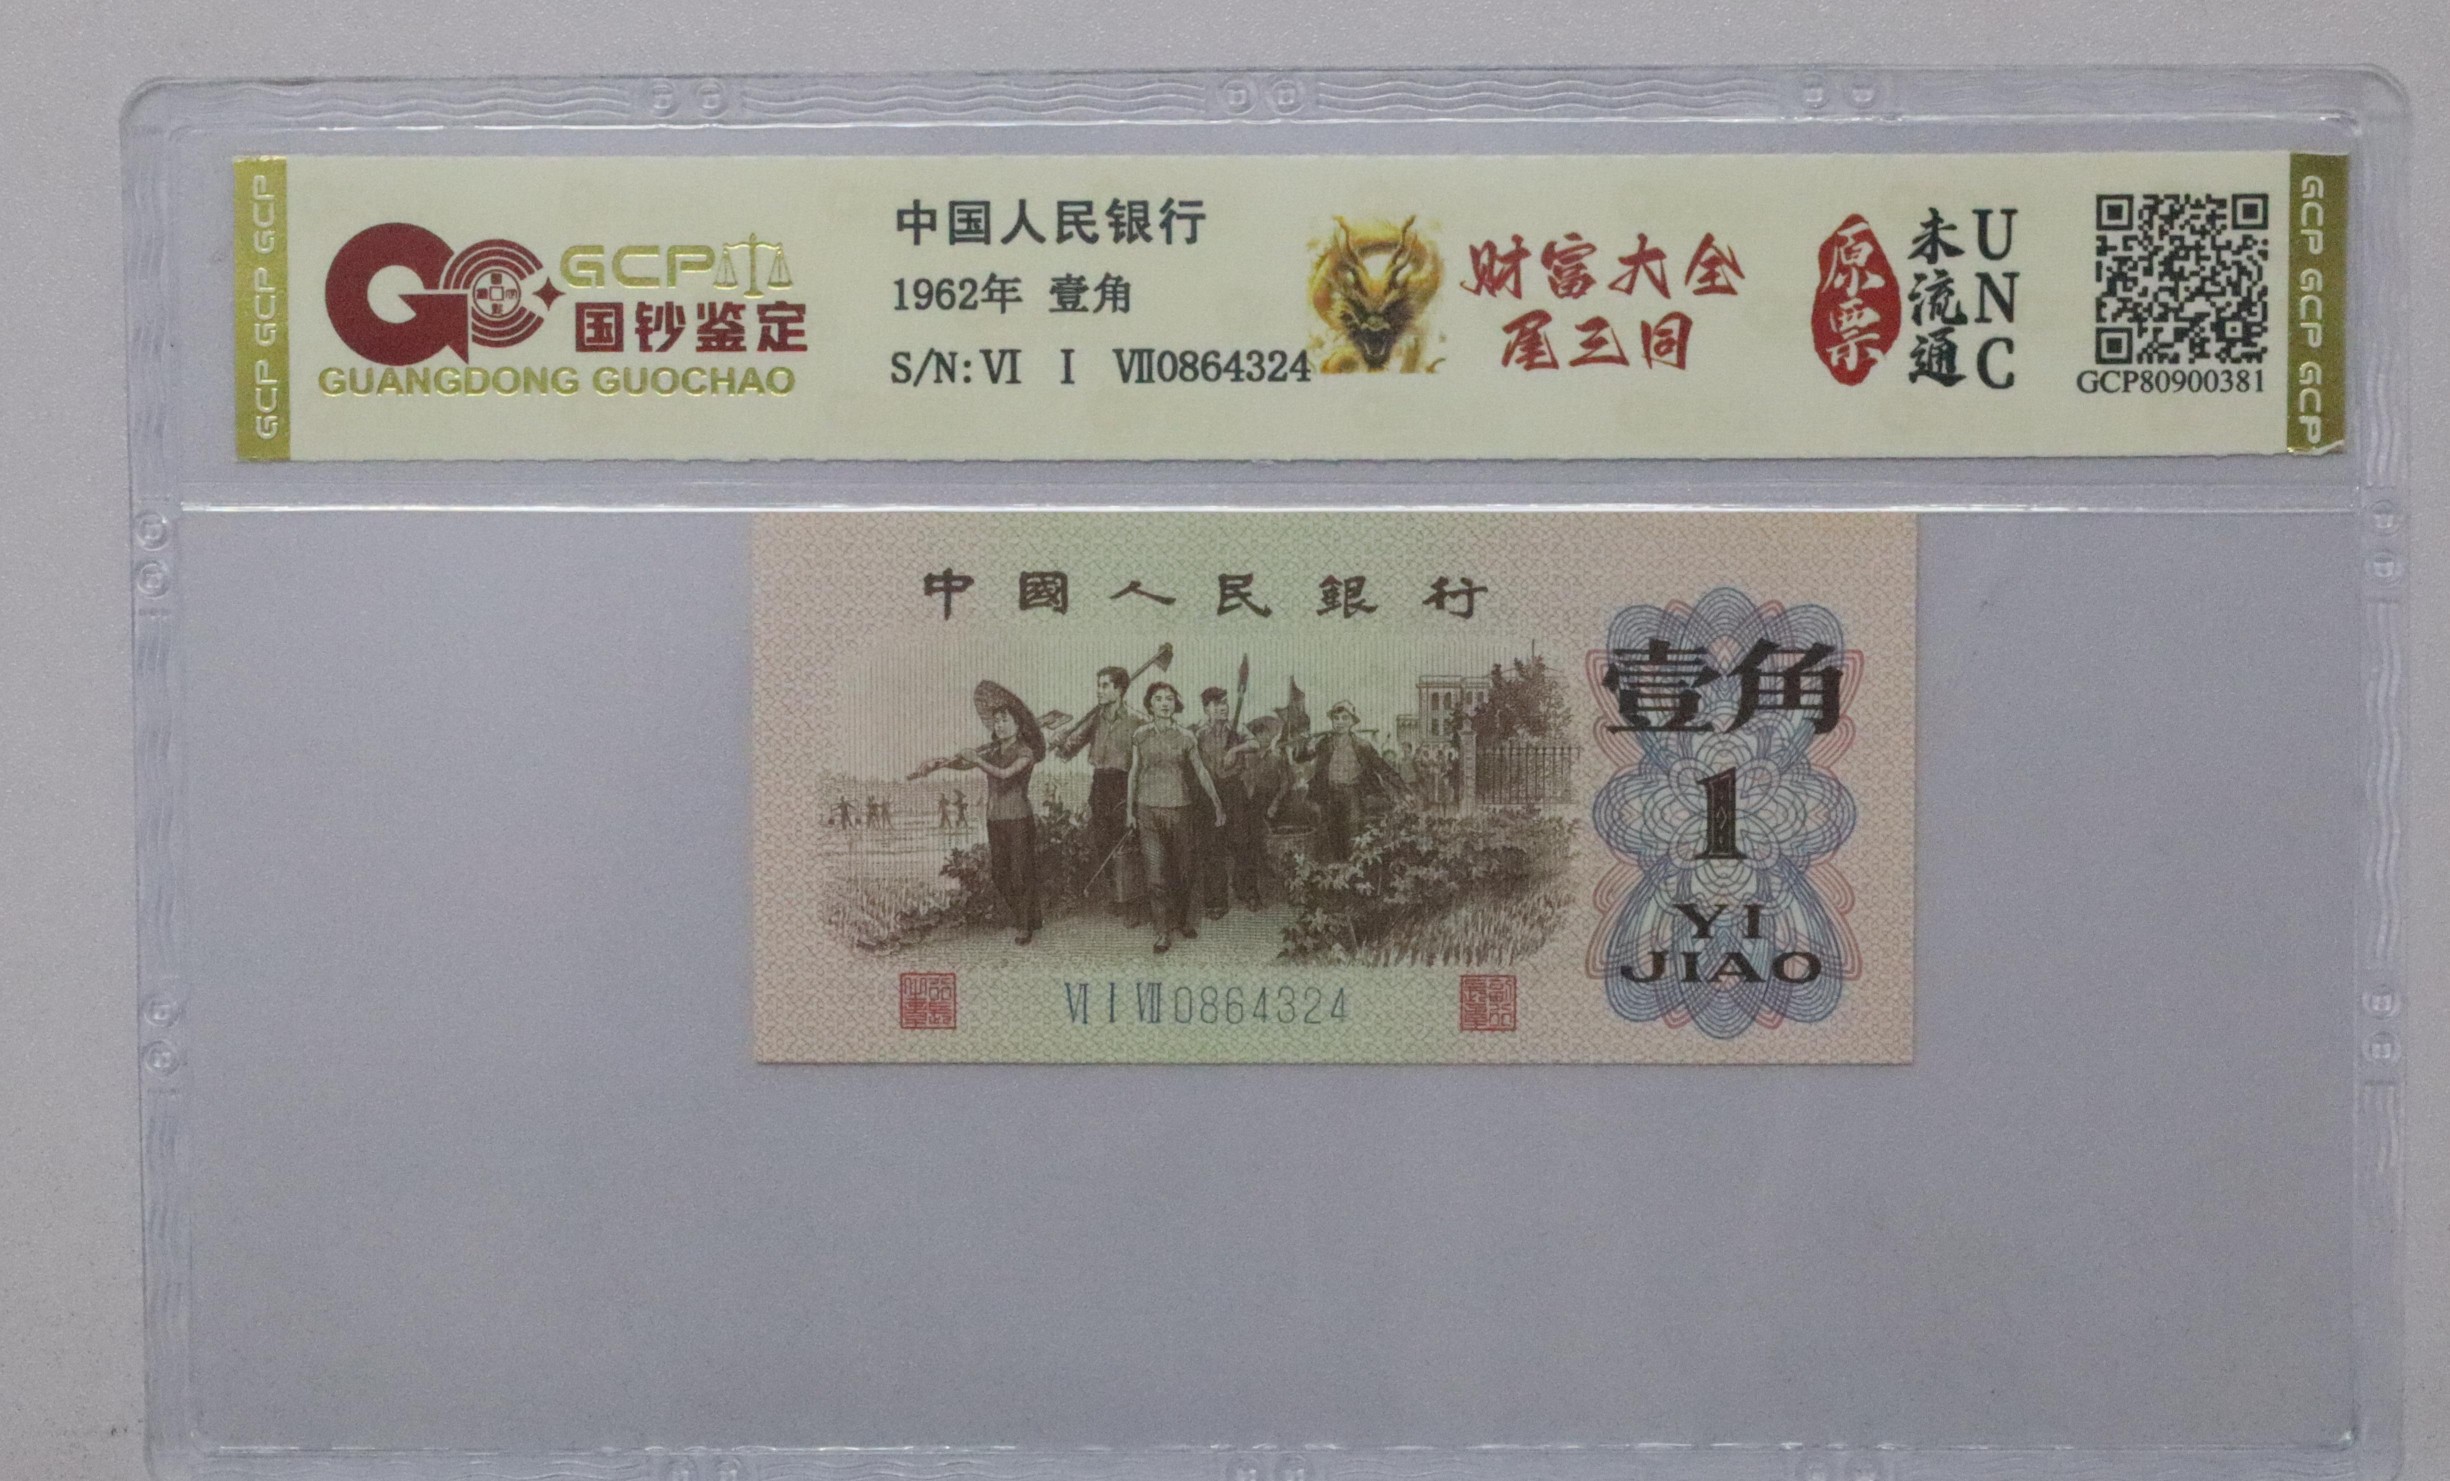 GCP GCP GCP
GCP
国钞鉴定
GUANGDONG GUOCHAO
中国人民银行
1962年 壹角
S/N: Ⅵ Ⅰ Ⅶ0864324
财富大全
尾三同
原票
未流通
UNC
GCP80900381
GCP GCP GCP
中國人民銀行
壹角
1
YI
JIAO
Ⅵ Ⅰ Ⅶ 0864324